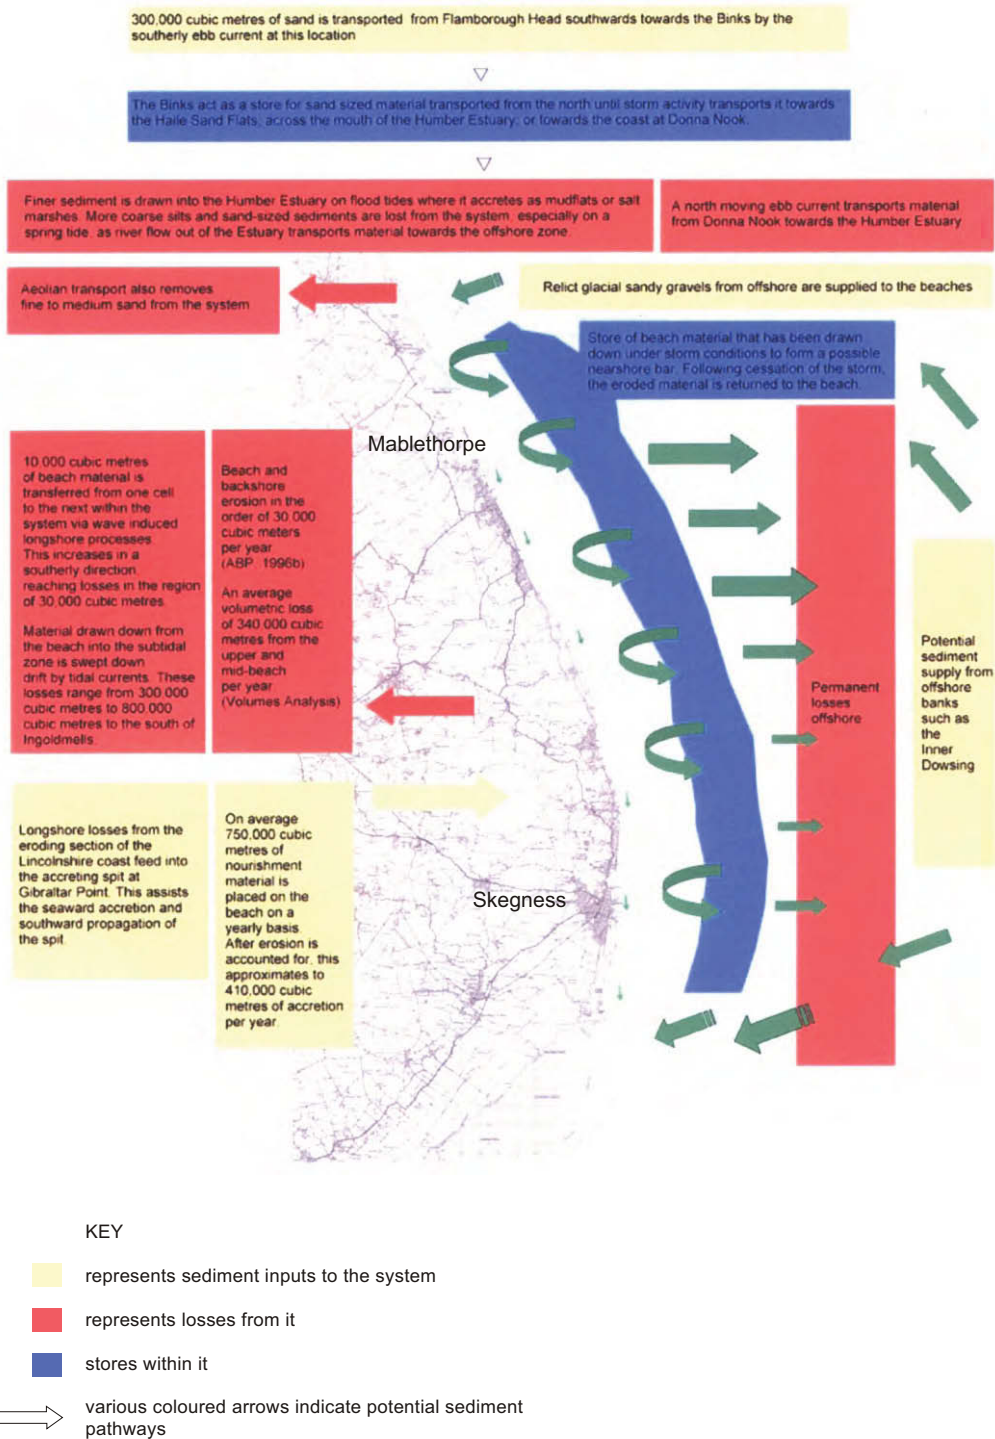 300,000 cubic metres of sand is transported from Flamborough Head southwards towards the Binks by the
southerly ebb current at this location
The Binks act as a store for sand sized material transported from the north until storm activity transports it towards
the Haile Sand Flats, across the mouth of the Humber Estuary, or towards the coast at Donna Nook.
Finer sediment is drawn into the Humber Estuary on flood tides where it accretes as mudflats or salt
marshes. More coarse silts and sand-sized sediments are lost from the system, especially on a
spring tide, as river flow out of the Estuary transports material towards the offshore zone.
A north moving ebb current transports material
from Donna Nook towards the Humber Estuary
Aeolian transport also removes
fine to medium sand from the system
Relict glacial sandy gravels from offshore are supplied to the beaches
Store of beach material that has been drawn
down under storm conditions to form a possible
nearshore bar. Following cessation of the storm,
the eroded material is returned to the beach.
Mablethorpe
10,000 cubic metres
of beach material is
transferred from one cell
to the next within the
system via wave induced
longshore processes
This increases in a
southerly direction,
reaching losses in the region
of 30,000 cubic metres
Material drawn down from
the beach into the subtidal
zone is swept down
drift by tidal currents. These
losses range from 300,000
cubic metres to 800,000
cubic metres to the south of
Ingoldmells.
Beach and
backshore
erosion in the
order of 30,000
cubic meters
per year
(ABP, 1996b)
An average
volumetric loss
of 340,000 cubic
metres from the
upper and
mid-beach
per year
(Volumes Analysis)
Permanent
losses
offshore
Potential
sediment
supply from
offshore
banks
such as
the
Inner
Dowsing
Longshore losses from the
eroding section of the
Lincolnshire coast feed into
the accreting spit at
Gibraltar Point. This assists
the seaward accretion and
southward propagation of
the spit.
On average
750,000 cubic
metres of
nourishment
material is
placed on the
beach on a
yearly basis.
After erosion is
accounted for, this
approximates to
410,000 cubic
metres of accretion
per year
Skegness
KEY
represents sediment inputs to the system
represents losses from it
stores within it
various coloured arrows indicate potential sediment
pathways